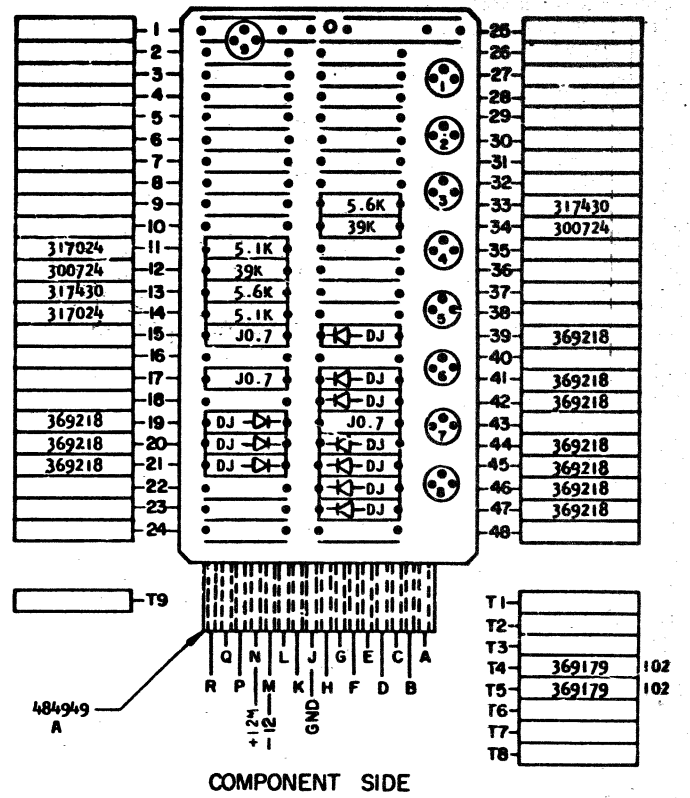 1 25
2 26
3 27
4 28
5 29
6 30
7 31
8 32
9 5.6K 33 317430
10 39K 34 300724
317024 11 5.1K 35
300724 12 39K 36
317430 13 5.6K 37
317024 14 5.1K 38
15 J0.7 DJ 39 369218
16 40
17 J0.7 DJ 41 369218
18 DJ 42 369218
369218 19 DJ J0.7 43
369218 20 DJ DJ 44 369218
369218 21 DJ DJ 45 369218
22 DJ 46 369218
23 DJ 47 369218
24 48
9
1
2
3
4
5
6
7
8
T9
T1
T2
T3
T4 369179 102
T5 369179 102
T6
T7
T8
Q N L J G E C A
R P M K H F D B
+12M
-12
GND
484949
A
COMPONENT SIDE